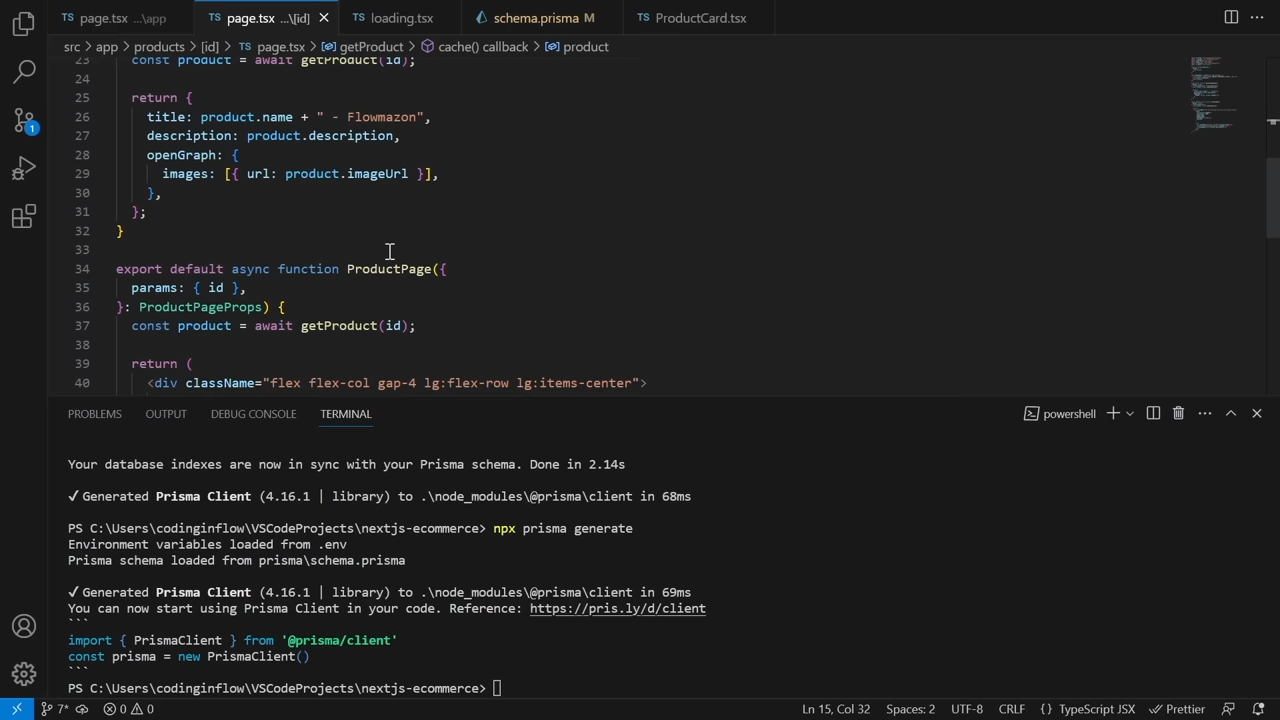 page.tsx ...\app
page.tsx ...\[id]
loading.tsx
schema.prisma M
TS ProductCard.tsx
src > app > products > [id] > TS page.tsx > getProduct > cache() callback > product
23 const product = await getProduct(id);
24
25 return {
26 title: product.name + " - Flowmazon",
27 description: product.description,
28 openGraph: {
29 images: [{ url: product.imageUrl }],
30 },
31 };
32 }
33
34 export default async function ProductPage({
35 params: { id },
36 }: ProductPageProps) {
37 const product = await getProduct(id);
38
39 return (
40 <div className="flex flex-col gap-4 lg:flex-row lg:items-center">
PROBLEMS OUTPUT DEBUG CONSOLE TERMINAL
powershell
Your database indexes are now in sync with your Prisma schema. Done in 2.14s
✓ Generated Prisma Client (4.16.1 | library) to .\node_modules\@prisma\client in 68ms
PS C:\Users\codinginflow\VSCodeProjects\nextjs-ecommerce> npx prisma generate
Environment variables loaded from .env
Prisma schema loaded from prisma\schema.prisma
✓ Generated Prisma Client (4.16.1 | library) to .\node_modules\@prisma\client in 69ms
You can now start using Prisma Client in your code. Reference: https://pris.ly/d/client
```
import { PrismaClient } from '@prisma/client'
const prisma = new PrismaClient()
```
PS C:\Users\codinginflow\VSCodeProjects\nextjs-ecommerce>
1
7* 0 0 Ln 15, Col 32 Spaces: 2 UTF-8 CRLF {} TypeScript JSX Prettier